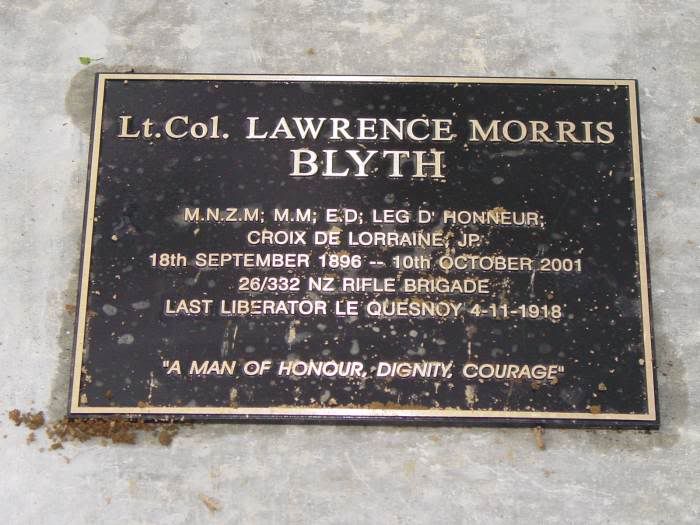 Lt.Col. LAWRENCE MORRIS
BLYTH
M.N.Z.M; M.M; E.D; LEG D' HONNEUR;
CROIX DE LORRAINE, JP
18th SEPTEMBER 1896 -- 10th OCTOBER 2001
26/332 NZ RIFLE BRIGADE
LAST LIBERATOR LE QUESNOY 4-11-1918
"A MAN OF HONOUR, DIGNITY, COURAGE"